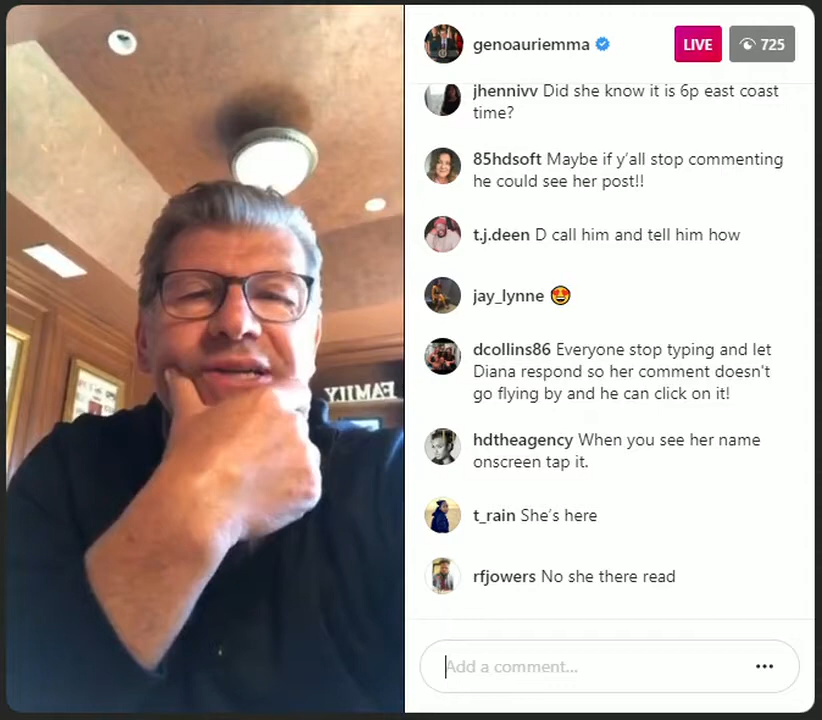 genoauriemma
LIVE
725
jhennivv Did she know it is 6p east coast
time?
85hdsoft Maybe if y'all stop commenting
he could see her post!!
t.j.deen D call him and tell him how
jay_lynne 😍
FAMILY
dcollins86 Everyone stop typing and let
Diana respond so her comment doesn't
go flying by and he can click on it!
hdtheagency When you see her name
onscreen tap it.
t_rain She's here
rfjowers No she there read
Add a comment...